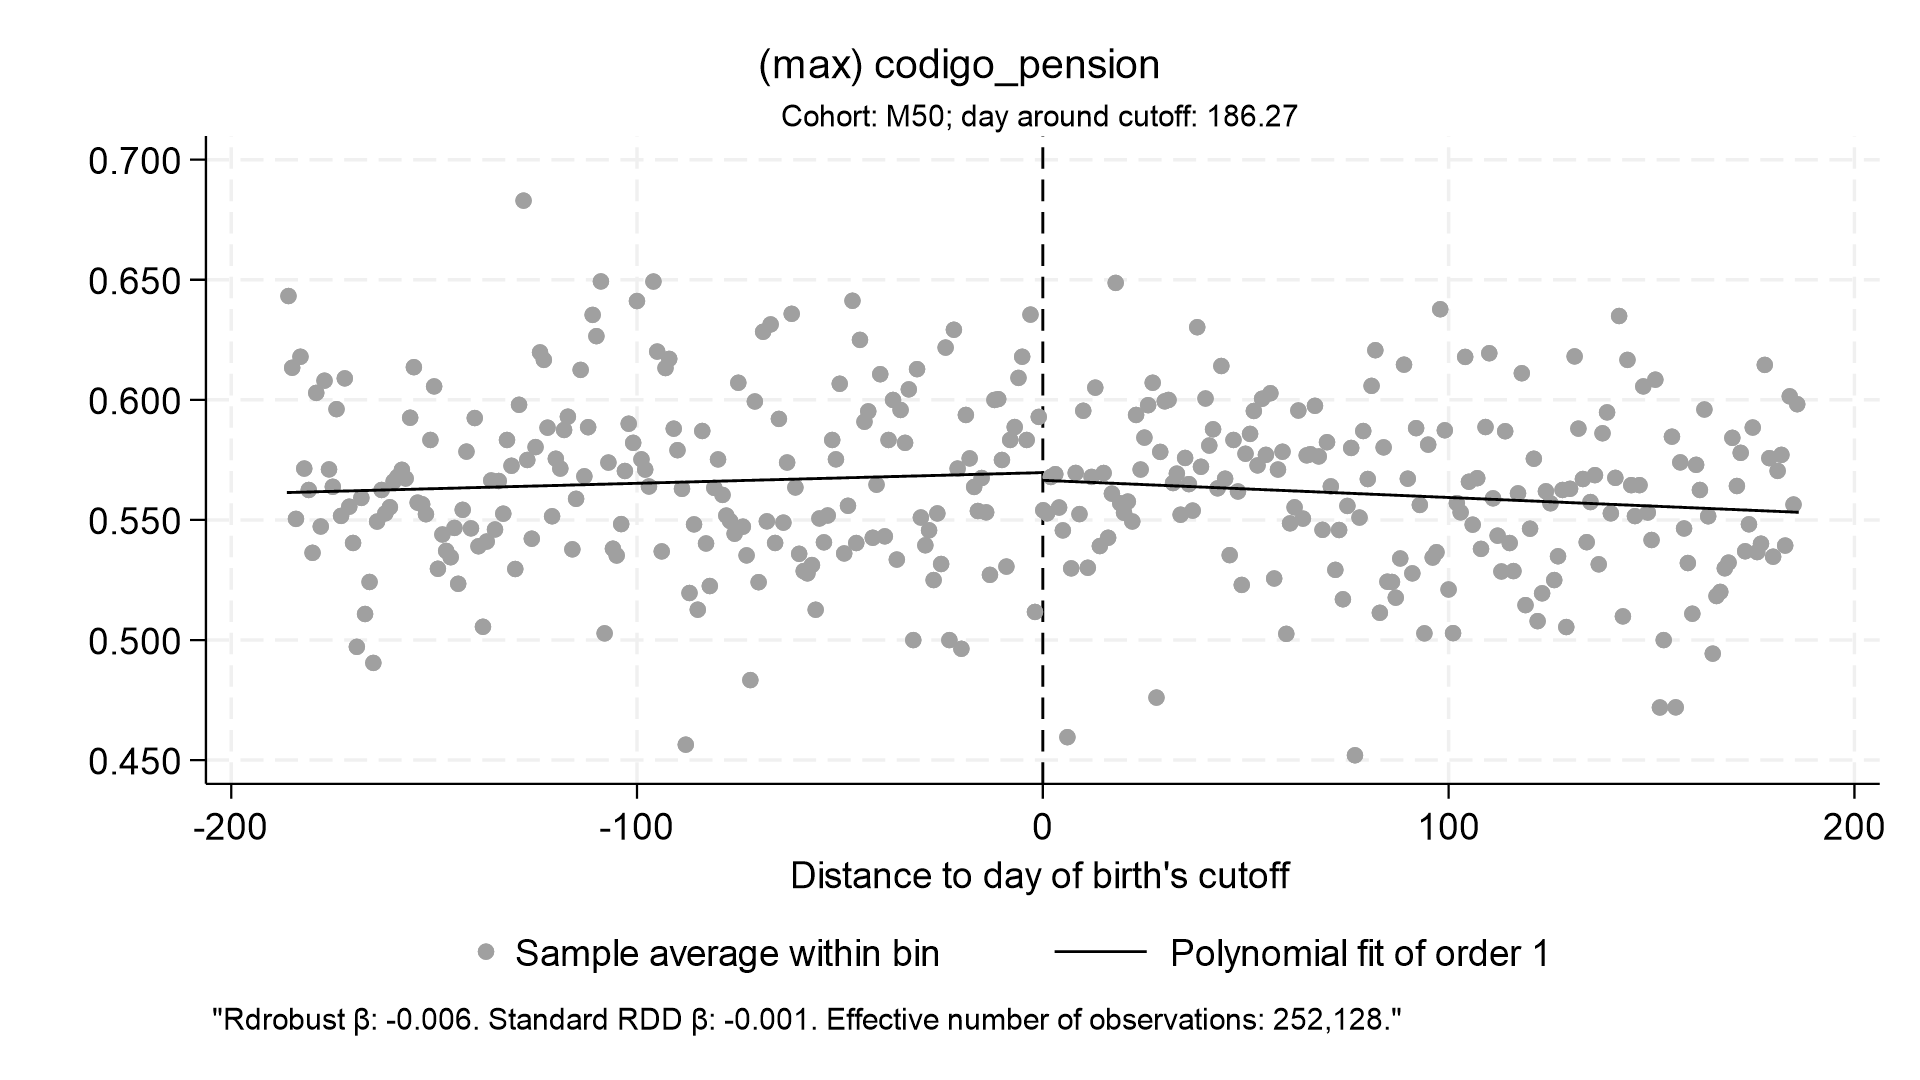 (max) codigo_pension
Cohort: M50; day around cutoff: 186.27
0.700
0.650
0.600
0.550
0.500
0.450
-200 -100 0 100 200
Distance to day of birth's cutoff
Sample average within bin Polynomial fit of order 1
"Rdrobust β: -0.006. Standard RDD β: -0.001. Effective number of observations: 252,128."